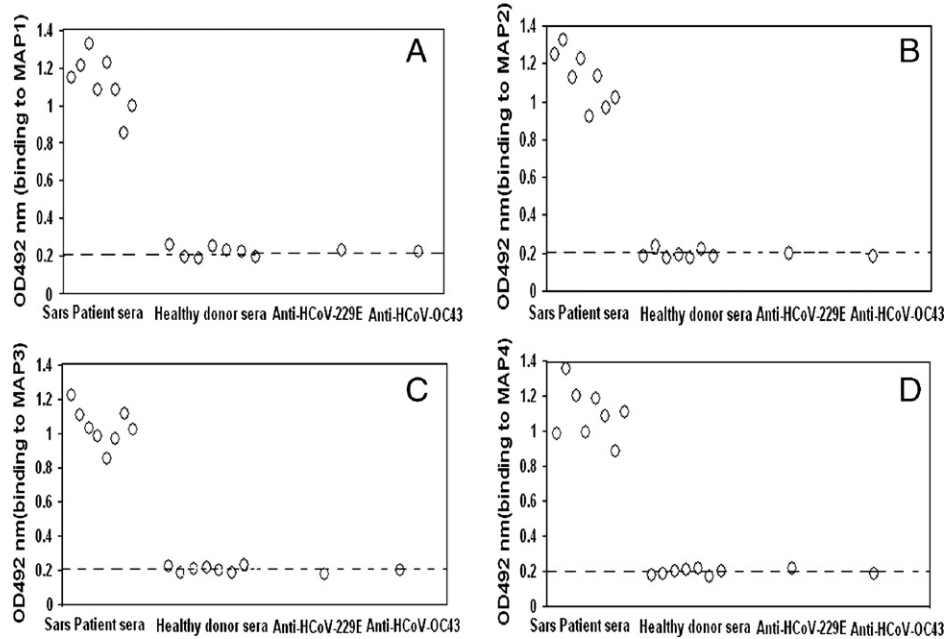 A
OD492 nm (binding to MAP1)
1.4
1.2
1
0.8
0.6
0.4
0.2
0
Sars Patient sera Healthy donor sera Anti-HCoV-229E Anti-HCoV-OC43
B
OD492 nm(binding to MAP2)
1.4
1.2
1
0.8
0.6
0.4
0.2
0
Sars Patient sera Healthy donor sera Anti-HCoV-229E Anti-HCoV-OC43
C
OD492 nm(binding to MAP3)
1.4
1.2
1
0.8
0.6
0.4
0.2
0
Sars Patient sera Healthy donor sera Anti-HCoV-229E Anti-HCoV-OC43
D
OD492 nm(binding to MAP4)
1.4
1.2
1
0.8
0.6
0.4
0.2
0
Sars Patient sera Healthy donor sera Anti-HCoV-229E Anti-HCoV-OC43